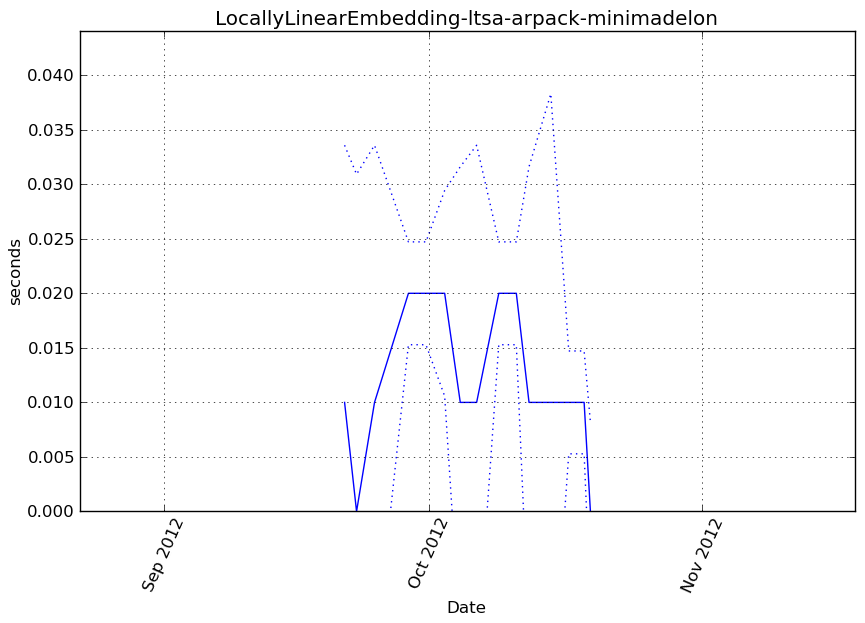 LocallyLinearEmbedding-ltsa-arpack-minimadelon
0.040
0.035
0.030
0.025
0.020
0.015
0.010
0.005
0.000
seconds
Sep 2012
Oct 2012
Nov 2012
Date